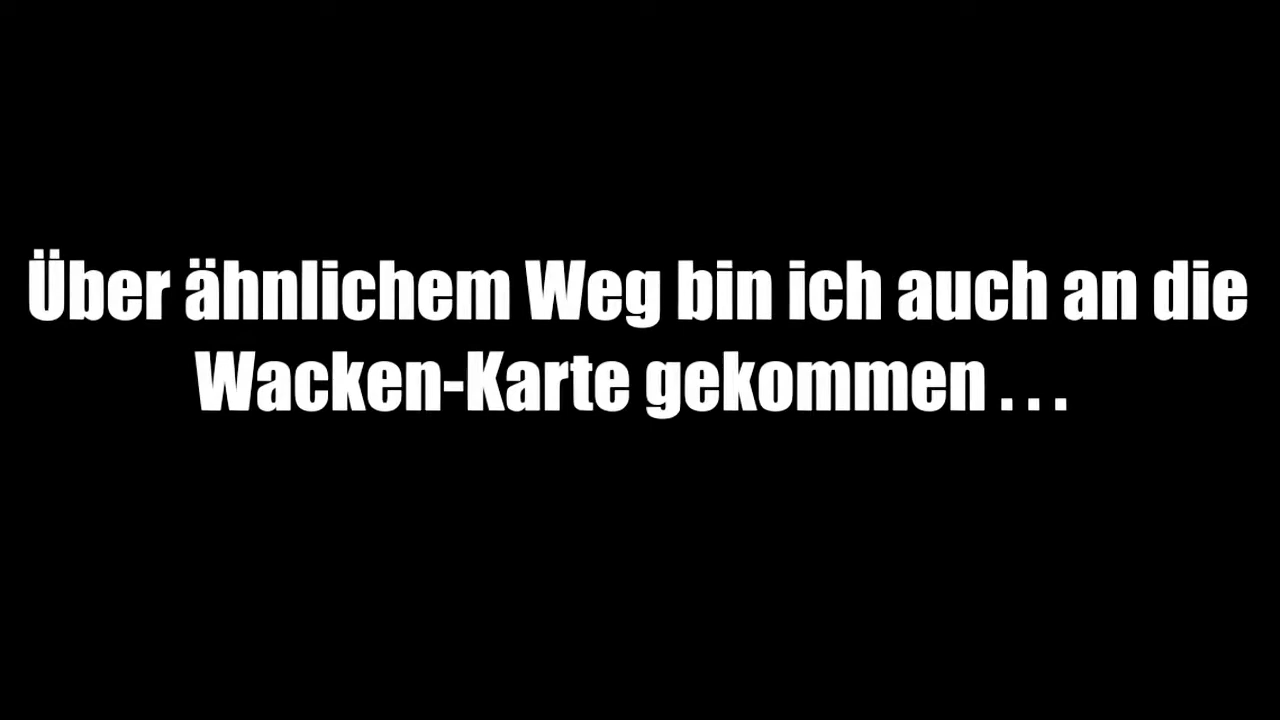 Über ähnlichem Weg bin ich auch an die
Wacken-Karte gekommen . . .